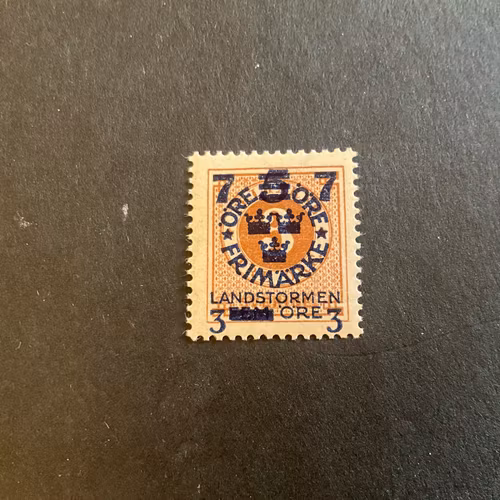 7 5 7
ÖRE ÖRE
FRIMÄRKE
LANDSTORMEN
3 ÖRE 3